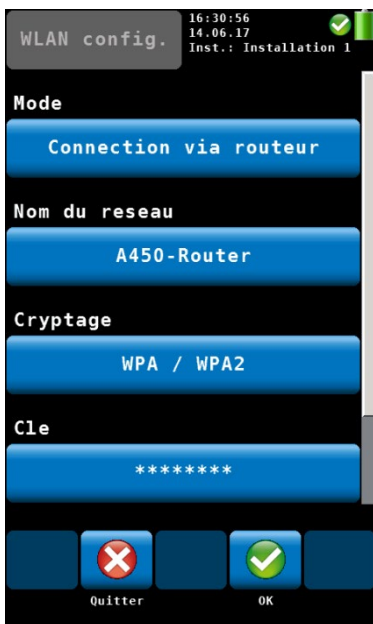 WLAN config.
16:30:56
14.06.17
Inst.: Installation 1
Mode
Connection via routeur
Nom du reseau
A450-Router
Cryptage
WPA / WPA2
Cle
********
Quitter
OK